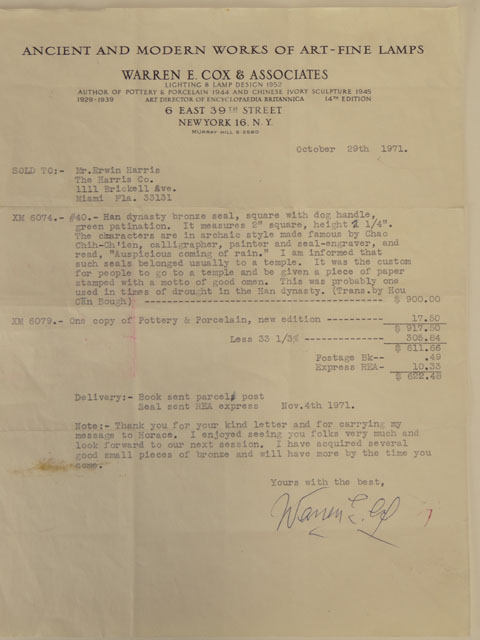 ANCIENT AND MODERN WORKS OF ART-FINE LAMPS
WARREN E. COX & ASSOCIATES
LIGHTING & LAMP DESIGN 1952
AUTHOR OF POTTERY & PORCELAIN 1944 AND CHINESE IVORY SCULPTURE 1945
1929-1939 ART DIRECTOR OF ENCYCLOPAEDIA BRITANNICA 14TH EDITION
6 EAST 39TH STREET
NEW YORK 16, N.Y.
MURRAY HILL 5-2580
October 29th 1971.
SOLD TO:- Mr.Erwin Harris
The Harris Co.
1111 Brickell Ave.
Miami Fla. 33131
XM 6074.- #40.- Han dynasty bronze seal, square with dog handle,
green patination. It measures 2" square, height 2 1/4".
The characters are in archaic style made famous by Chao
Chih-Ch'ien, calligrapher, painter and seal-engraver, and
read, "Auspicious coming of rain." I am informed that
such seals belonged usually to a temple. It was the custom
for people to go to a temple and be given a piece of paper
stamped with a motto of good omen. This was probably one
used in times of drought in the Han dynasty. (Trans.by Hou
Can Bough) ---------------------------------- $ 900.00
XM 6079.- One copy of Pottery & Porcelain, new edition ---------- 17.50
$ 917.50
Less 33 1/3% ------------- 305.84
$ 611.66
Postage Bk-- .49
Express REA- 10.33
$ 622.48
Delivery:- Book sent parcel post
Seal sent REA express Nov.4th 1971.
Note:- Thank you for your kind letter and for carrying my
message to Horace. I enjoyed seeing you folks very much and
look forward to our next session. I have acquired several
good small pieces of bronze and will have more by the time you
come.
Yours with the best,
Warren E. Cox